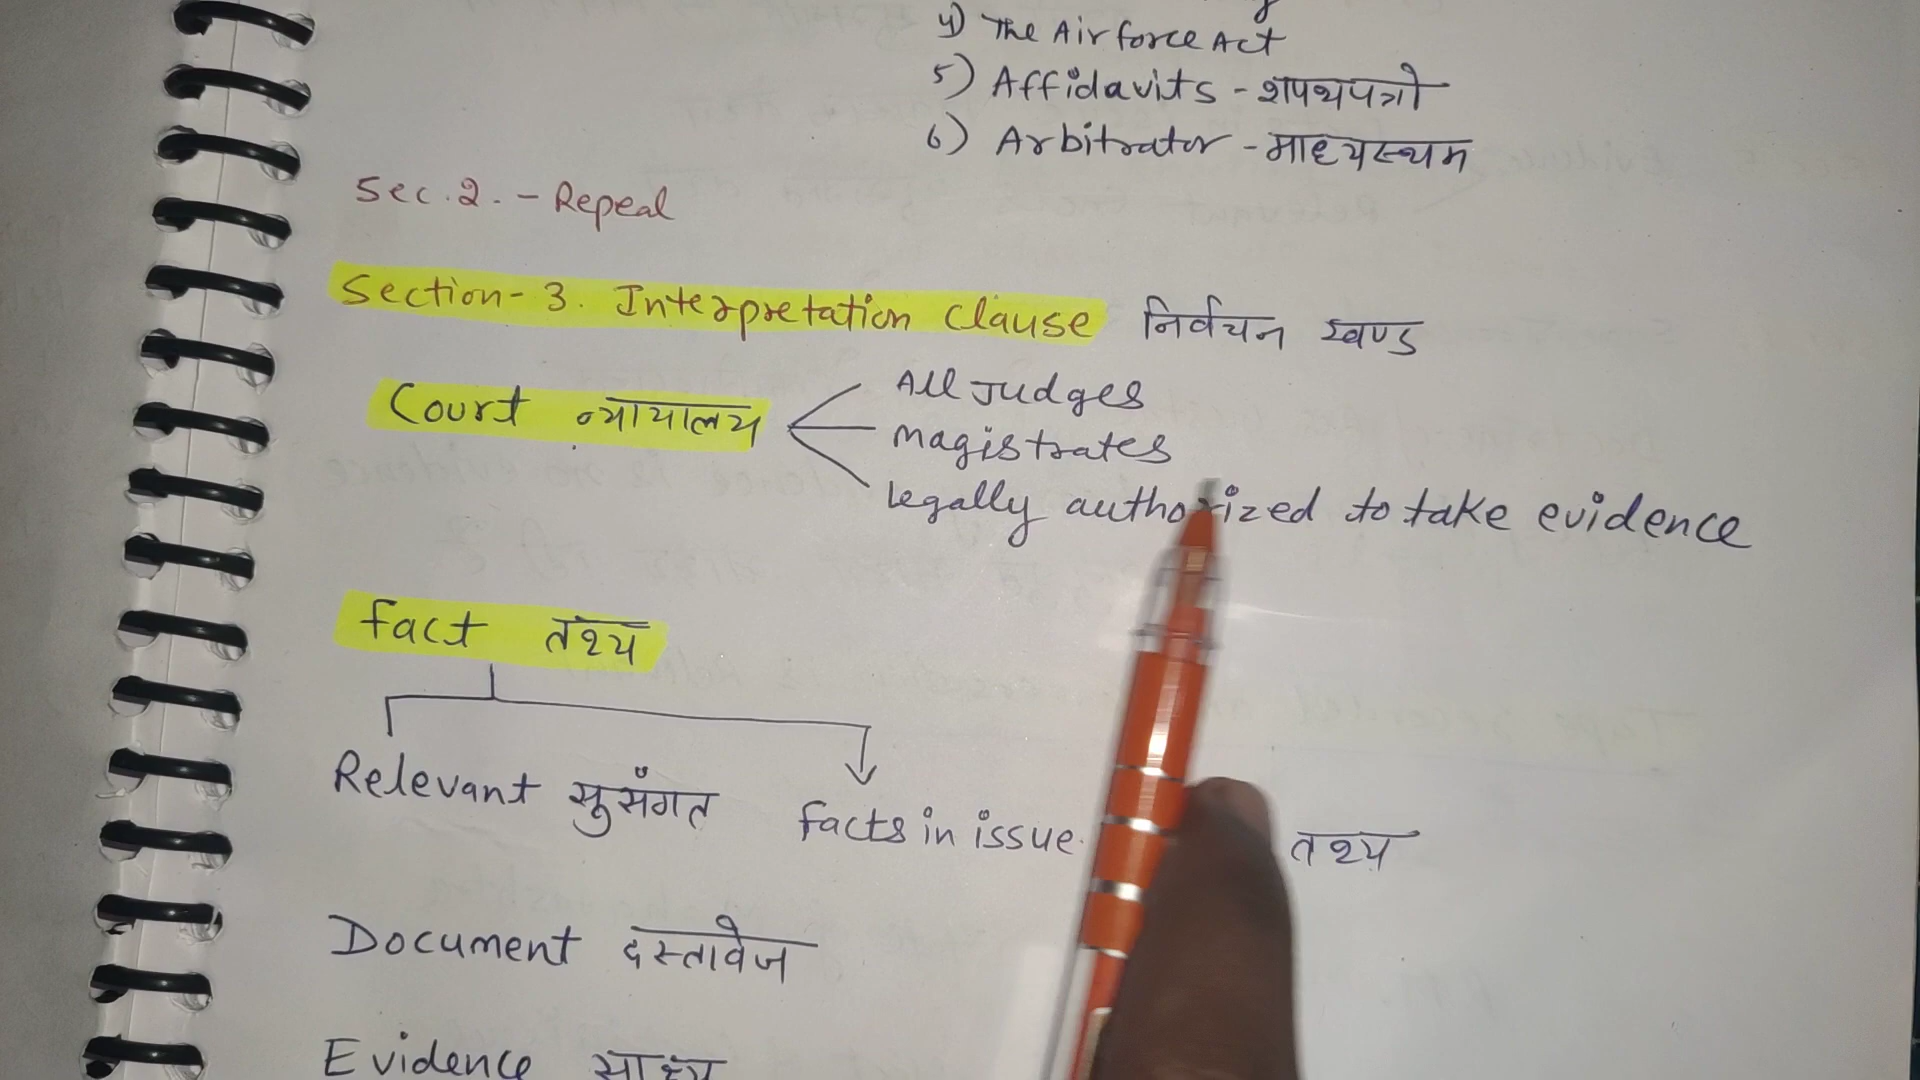 4) The Air force Act
5) Affidavits - शपथपत्रो
6) Arbitrator - माध्यस्थम
Sec.2. - Repeal
Section-3. Interpretation Clause निर्वचन खण्ड
Court न्यायालय
All Judges
Magistrates
Legally authorized to take evidence
fact तथ्य
Relevant सुसंगत
facts in issue
तथ्य
Document दस्तावेज
Evidence साक्ष्य